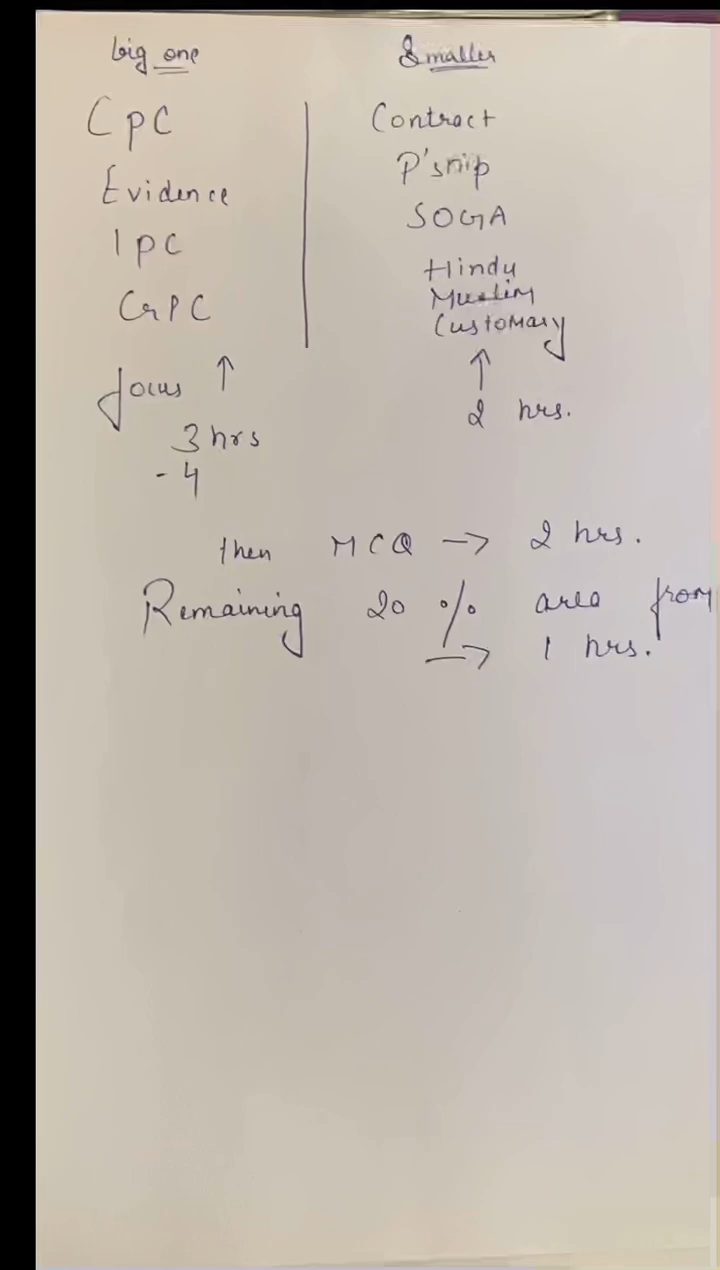 big one
CPC
Evidence
IPC
CrPC
focus ↑
3 hrs
- 4
Smaller
Contract
P'ship
SOGA
Hindu
Muslim
Customary
↑
2 hrs.
then MCQ → 2 hrs.
Remaining 20 % area from
→ 1 hrs.